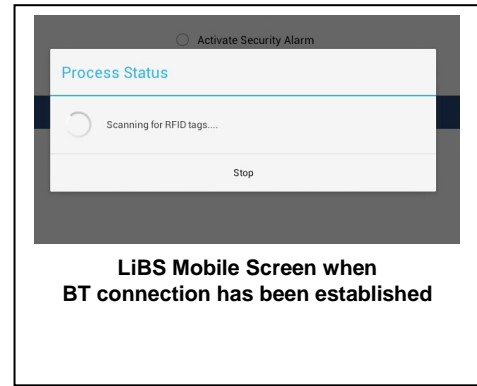 Activate Security Alarm
Process Status
Scanning for RFID tags....
Stop
LiBS Mobile Screen when
BT connection has been established